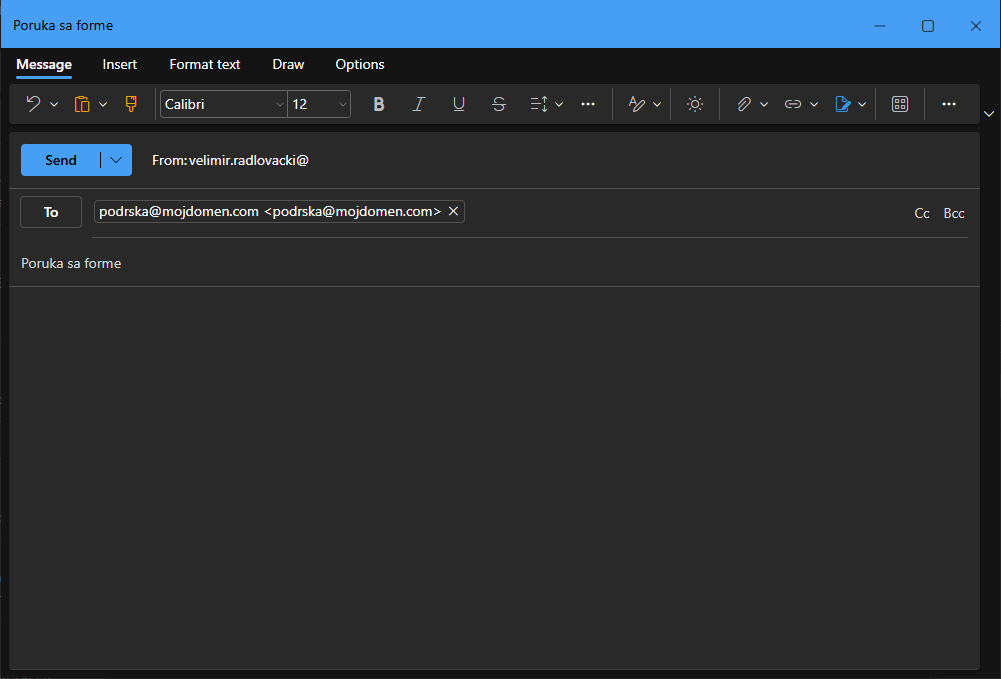 Poruka sa forme
Message Insert Format text Draw Options
Calibri 12 B I U S
Send From: velimir.radlovacki@
To podrska@mojdomen.com <podrska@mojdomen.com> Cc Bcc
Poruka sa forme